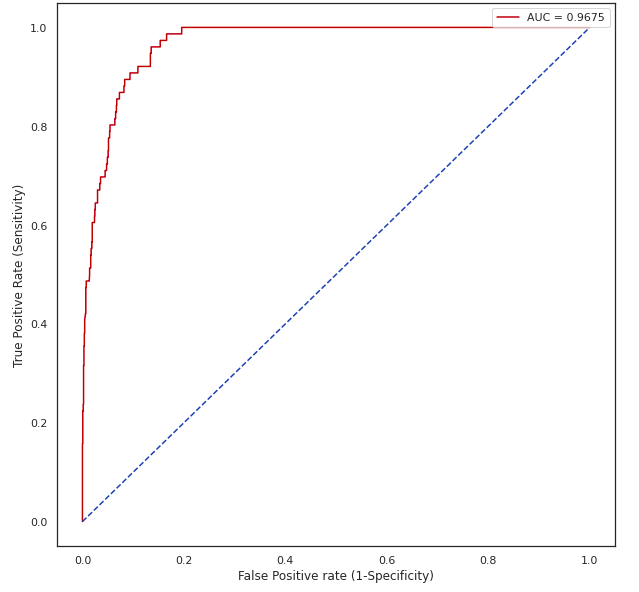 AUC = 0.9675
1.0
0.8
0.6
0.4
0.2
0.0
True Positive Rate (Sensitivity)
0.0 0.2 0.4 0.6 0.8 1.0
False Positive rate (1-Specificity)